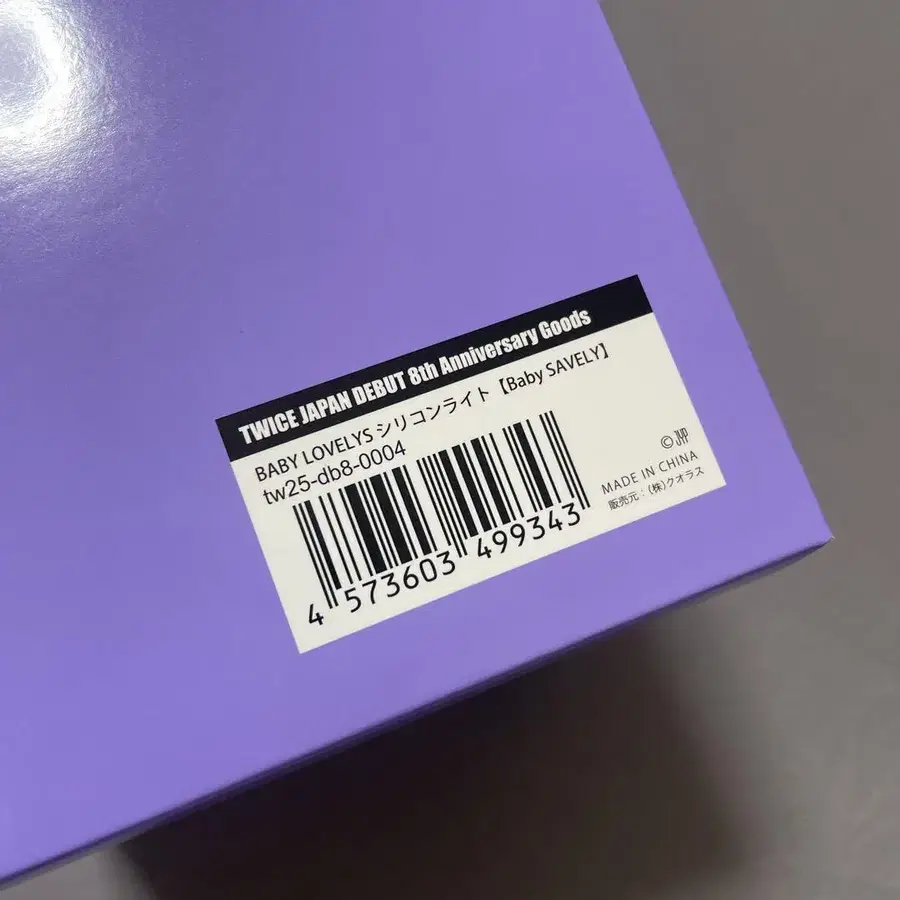 TWICE JAPAN DEBUT 8th Anniversary Goods
BABY LOVELYS シリコンライト【Baby SAVELY】
tw25-db8-0004
4 573603 499343
© JYP
MADE IN CHINA
販売元：(株)クオラス